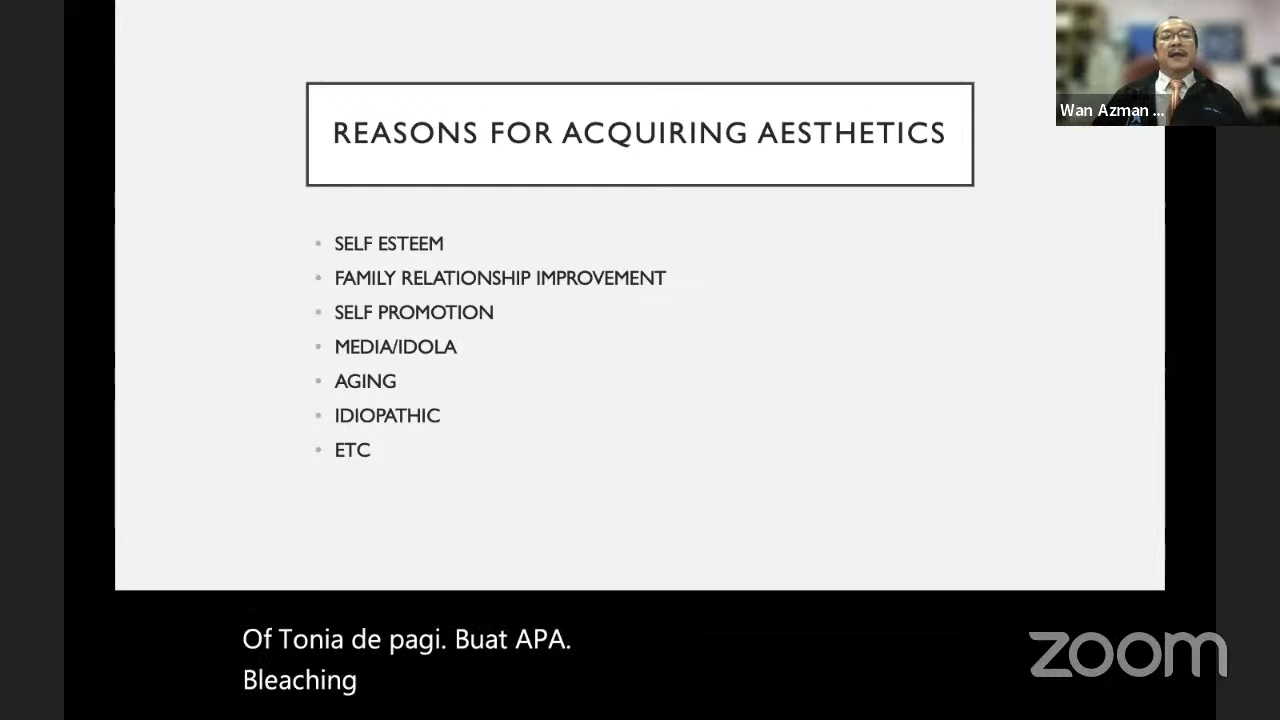 REASONS FOR ACQUIRING AESTHETICS
Wan Azman ...
SELF ESTEEM
FAMILY RELATIONSHIP IMPROVEMENT
SELF PROMOTION
MEDIA/IDOLA
AGING
IDIOPATHIC
ETC
Of Tonia de pagi. Buat APA.
Bleaching
zoom